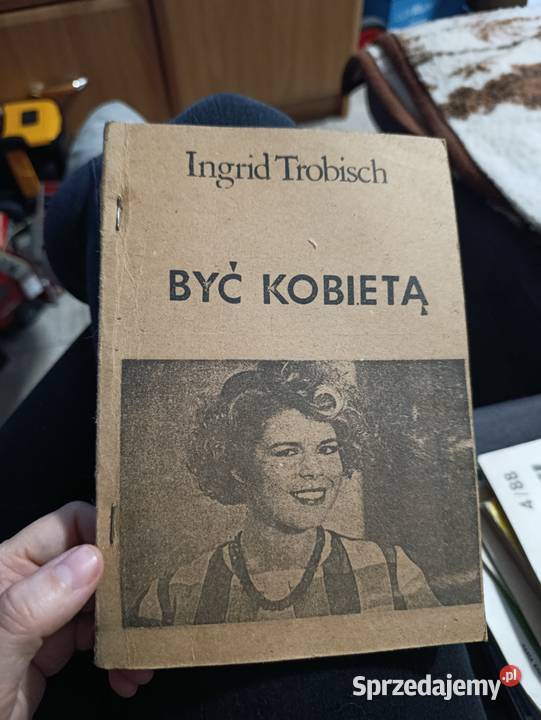 Ingrid Trobisch
BYĆ KOBIETĄ
4/88
Sprzedajemy.pl